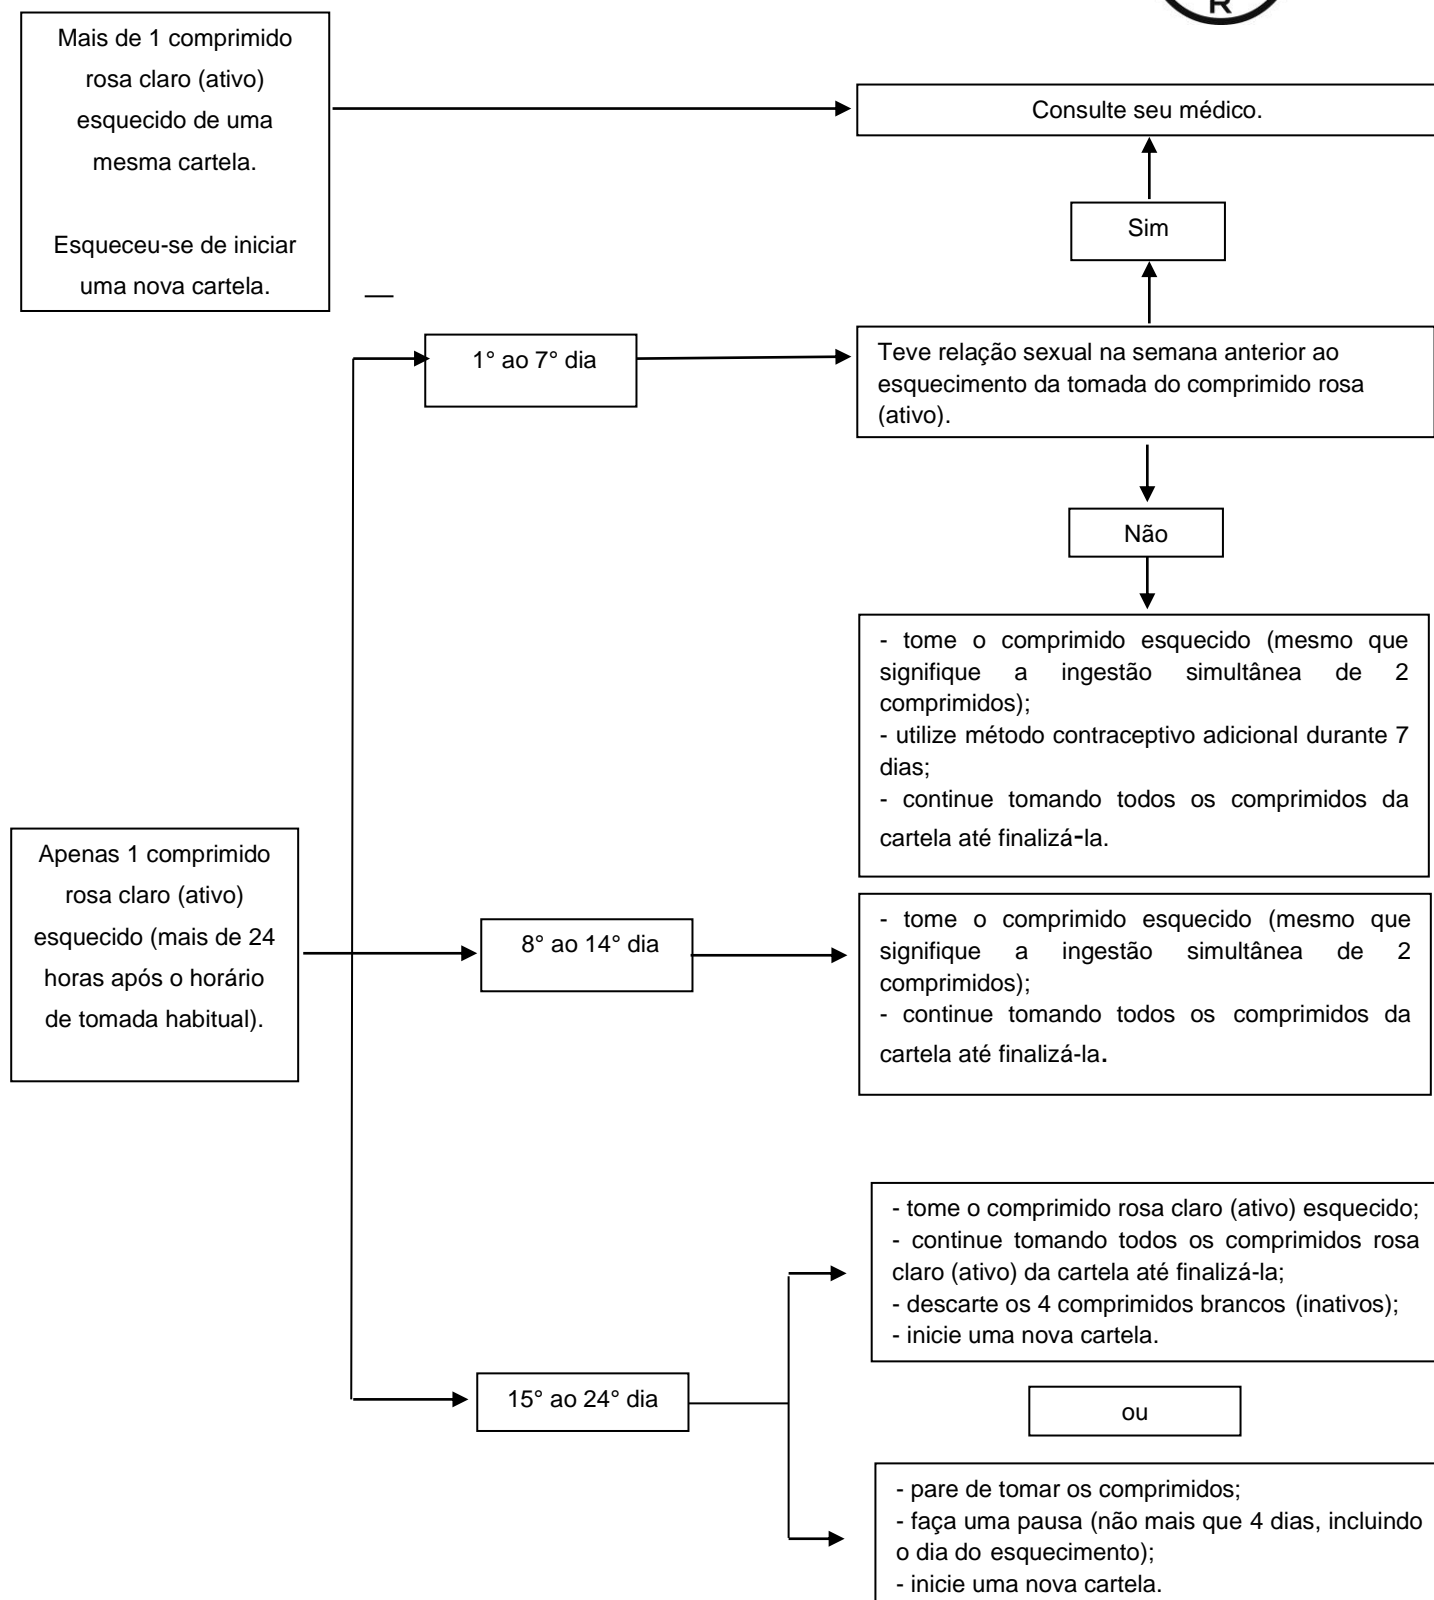 R
Mais de 1 comprimido
rosa claro (ativo)
esquecido de uma
mesma cartela.
Esqueceu-se de iniciar
uma nova cartela.
Consulte seu médico.
Sim
1° ao 7° dia
Teve relação sexual na semana anterior ao
esquecimento da tomada do comprimido rosa
(ativo).
Não
- tome o comprimido esquecido (mesmo que
signifique a ingestão simultânea de 2
comprimidos);
- utilize método contraceptivo adicional durante 7
dias;
- continue tomando todos os comprimidos da
cartela até finalizá-la.
Apenas 1 comprimido
rosa claro (ativo)
esquecido (mais de 24
horas após o horário
de tomada habitual).
8° ao 14° dia
- tome o comprimido esquecido (mesmo que
signifique a ingestão simultânea de 2
comprimidos);
- continue tomando todos os comprimidos da
cartela até finalizá-la.
15° ao 24° dia
- tome o comprimido rosa claro (ativo) esquecido;
- continue tomando todos os comprimidos rosa
claro (ativo) da cartela até finalizá-la;
- descarte os 4 comprimidos brancos (inativos);
- inicie uma nova cartela.
ou
- pare de tomar os comprimidos;
- faça uma pausa (não mais que 4 dias, incluindo
o dia do esquecimento);
- inicie uma nova cartela.